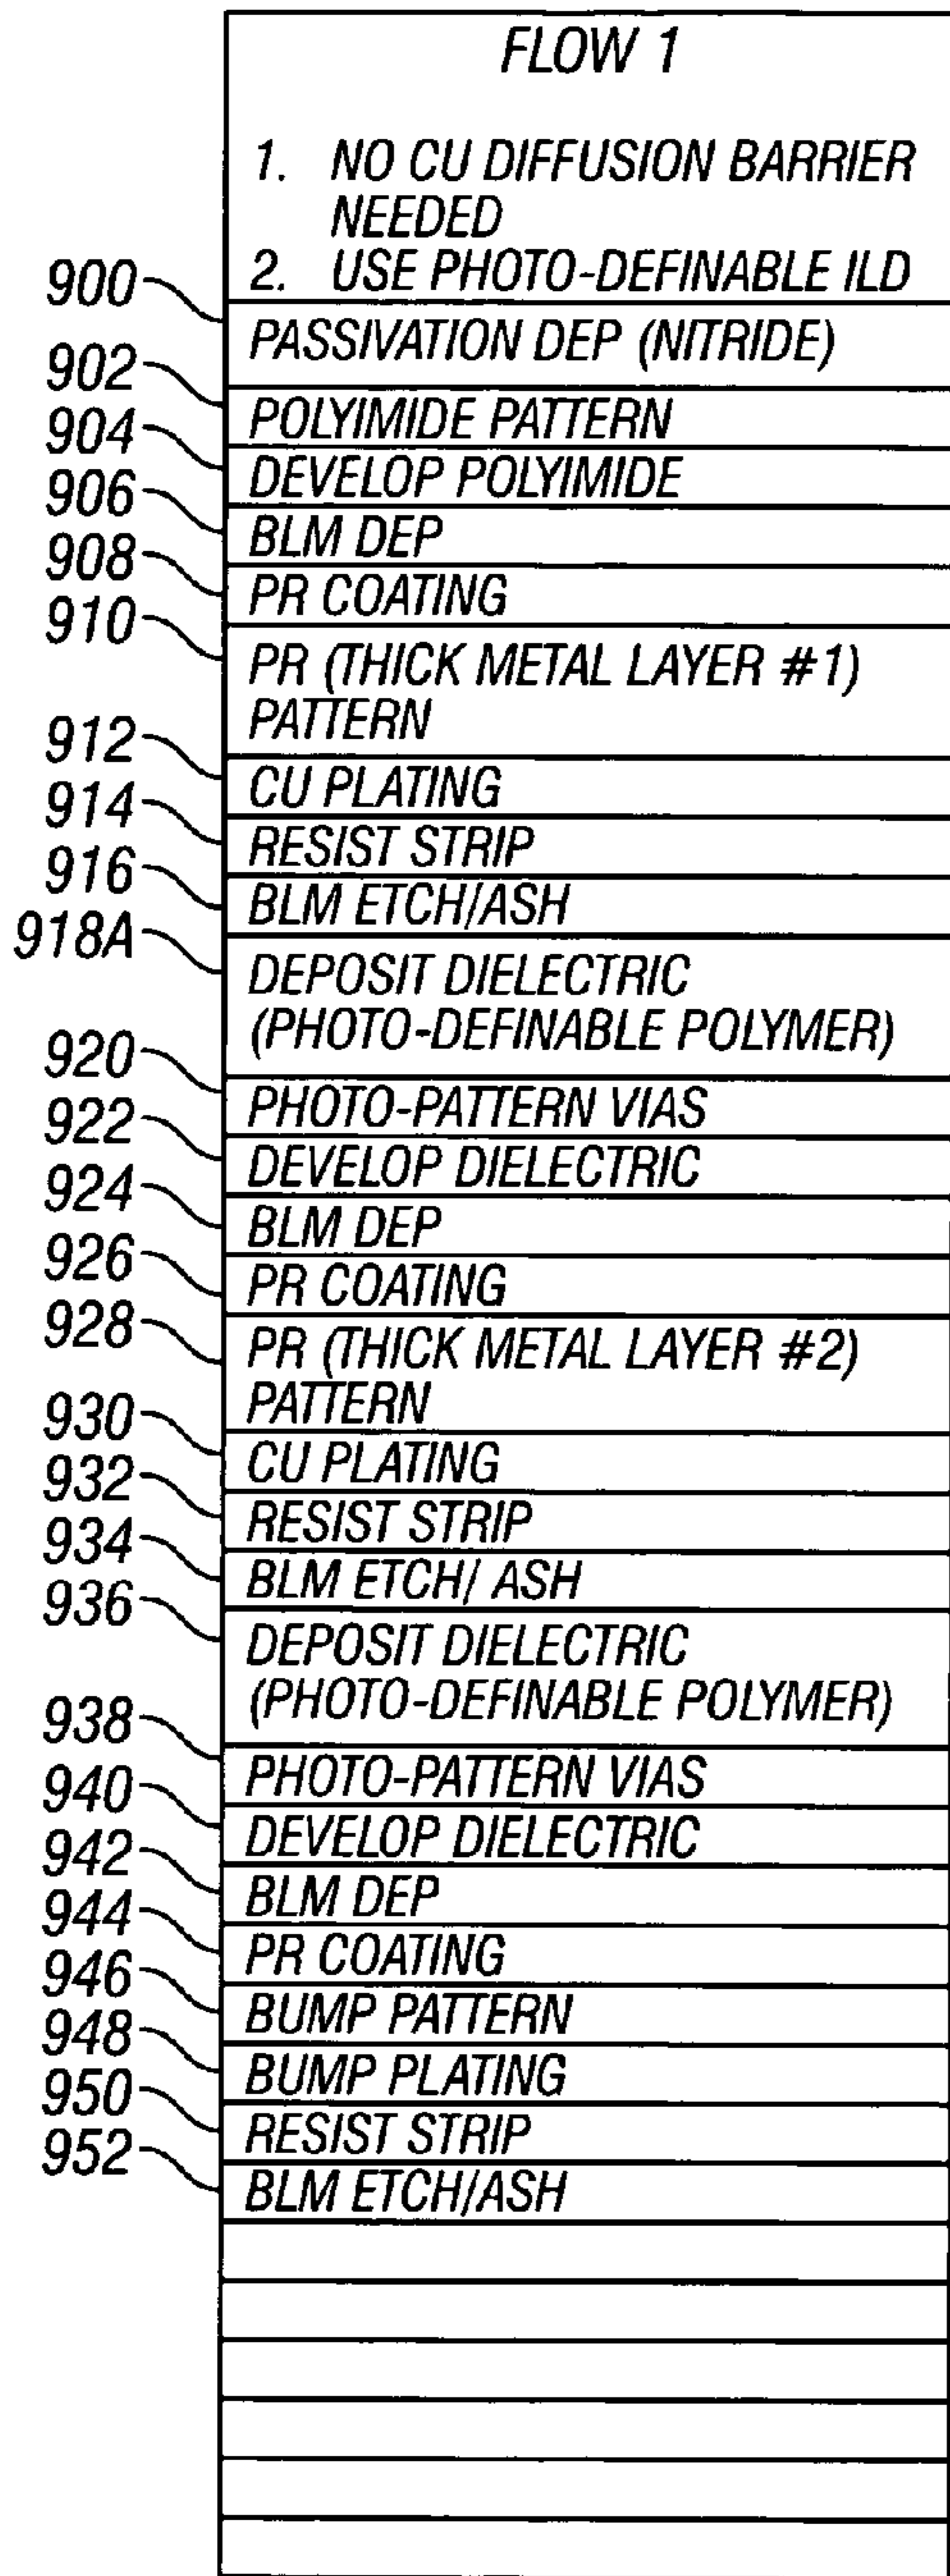 FLOW 1
1. NO CU DIFFUSION BARRIER
NEEDED
2. USE PHOTO-DEFINABLE ILD
900
PASSIVATION DEP (NITRIDE)
902
POLYIMIDE PATTERN
904
DEVELOP POLYIMIDE
906
BLM DEP
908
PR COATING
910
PR (THICK METAL LAYER #1)
PATTERN
912
CU PLATING
914
RESIST STRIP
916
BLM ETCH/ASH
918A
DEPOSIT DIELECTRIC
(PHOTO-DEFINABLE POLYMER)
920
PHOTO-PATTERN VIAS
922
DEVELOP DIELECTRIC
924
BLM DEP
926
PR COATING
928
PR (THICK METAL LAYER #2)
PATTERN
930
CU PLATING
932
RESIST STRIP
934
BLM ETCH/ ASH
936
DEPOSIT DIELECTRIC
(PHOTO-DEFINABLE POLYMER)
938
PHOTO-PATTERN VIAS
940
DEVELOP DIELECTRIC
942
BLM DEP
944
PR COATING
946
BUMP PATTERN
948
BUMP PLATING
950
RESIST STRIP
952
BLM ETCH/ASH